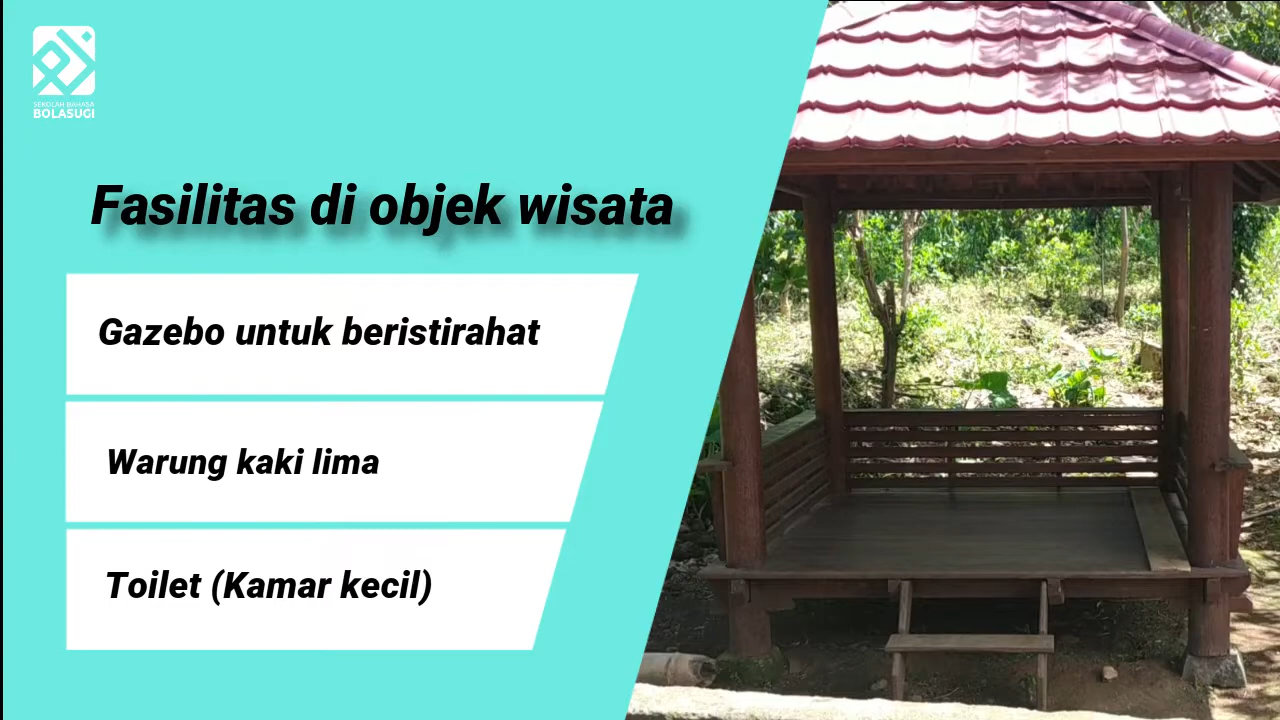 SEKOLAH BAHASA
BOLASUGI
Fasilitas di objek wisata
Gazebo untuk beristirahat
Warung kaki lima
Toilet (Kamar kecil)